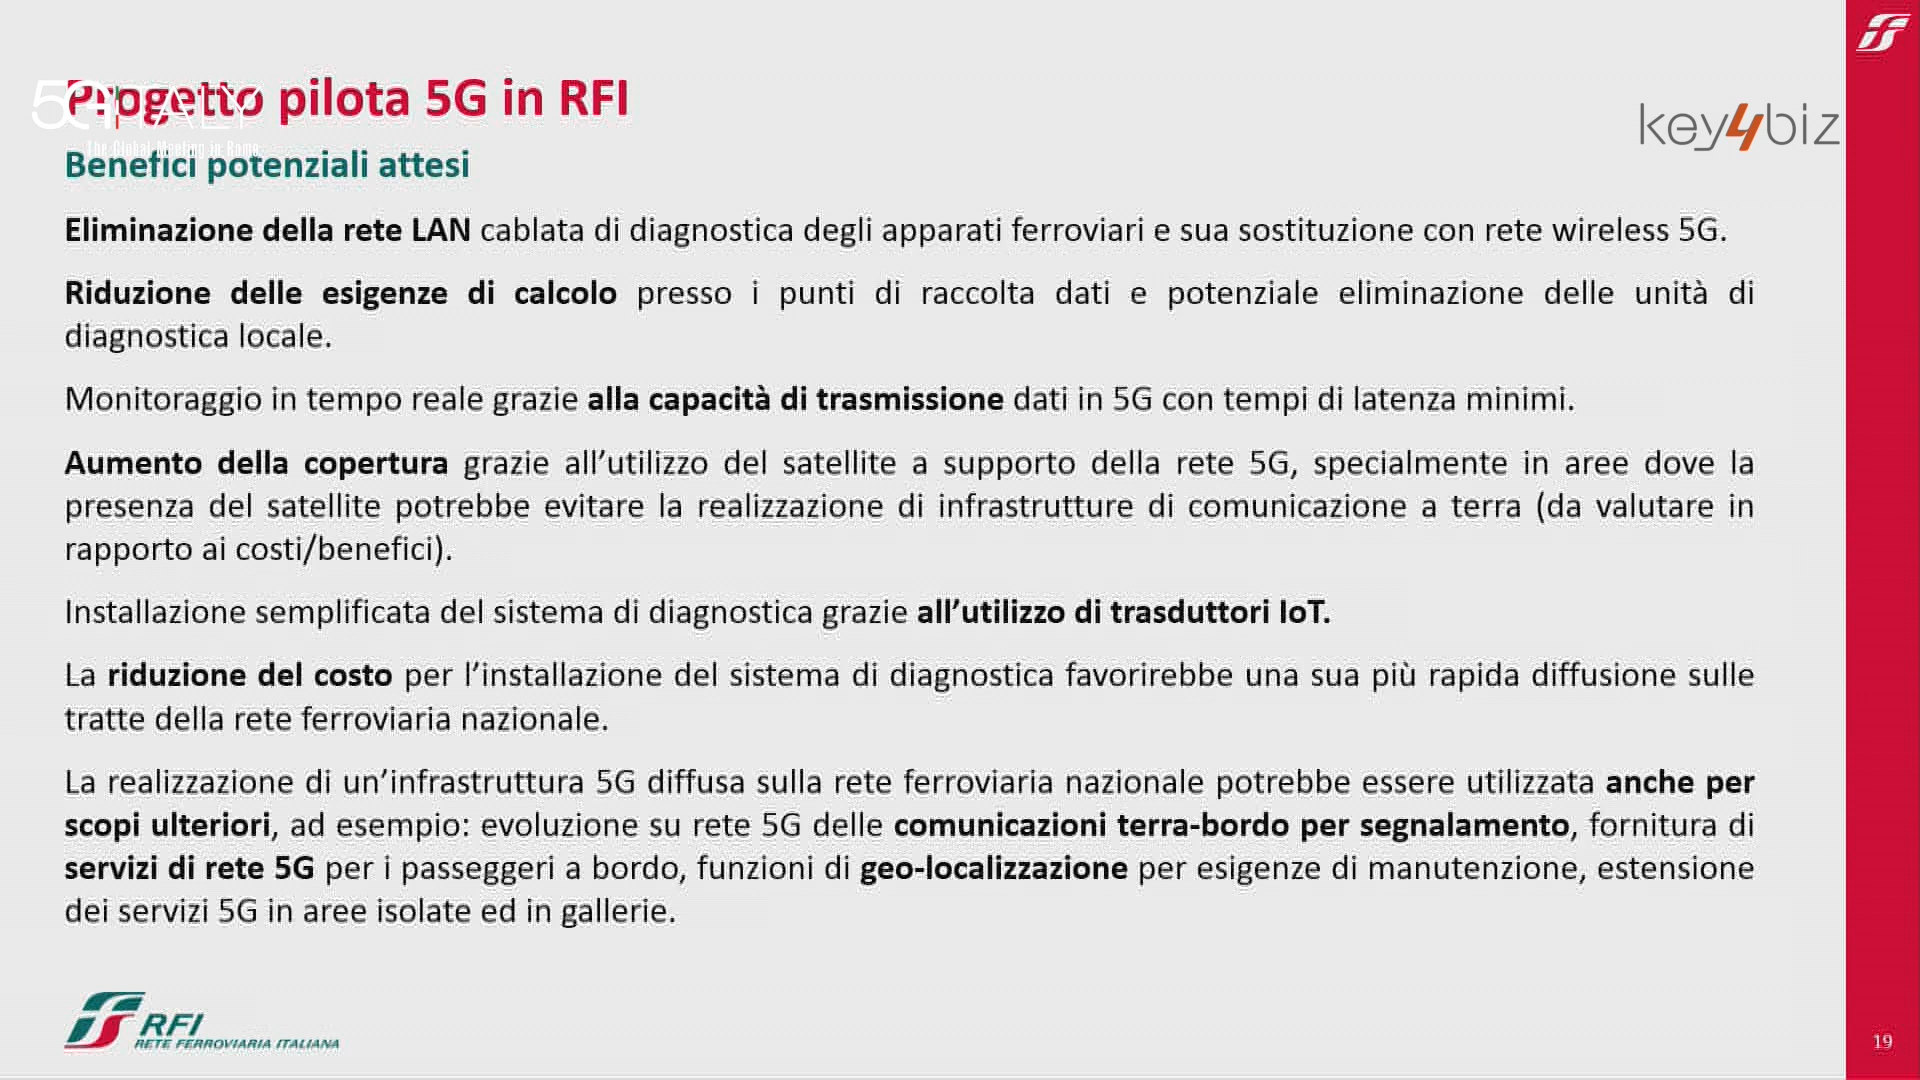 Progetto pilota 5G in RFI
5G ITALY
The Global Meeting in Rome
key4biz
Benefici potenziali attesi
Eliminazione della rete LAN cablata di diagnostica degli apparati ferroviari e sua sostituzione con rete wireless 5G.
Riduzione delle esigenze di calcolo presso i punti di raccolta dati e potenziale eliminazione delle unità di
diagnostica locale.
Monitoraggio in tempo reale grazie alla capacità di trasmissione dati in 5G con tempi di latenza minimi.
Aumento della copertura grazie all’utilizzo del satellite a supporto della rete 5G, specialmente in aree dove la
presenza del satellite potrebbe evitare la realizzazione di infrastrutture di comunicazione a terra (da valutare in
rapporto ai costi/benefici).
Installazione semplificata del sistema di diagnostica grazie all’utilizzo di trasduttori IoT.
La riduzione del costo per l’installazione del sistema di diagnostica favorirebbe una sua più rapida diffusione sulle
tratte della rete ferroviaria nazionale.
La realizzazione di un’infrastruttura 5G diffusa sulla rete ferroviaria nazionale potrebbe essere utilizzata anche per
scopi ulteriori, ad esempio: evoluzione su rete 5G delle comunicazioni terra-bordo per segnalamento, fornitura di
servizi di rete 5G per i passeggeri a bordo, funzioni di geo-localizzazione per esigenze di manutenzione, estensione
dei servizi 5G in aree isolate ed in gallerie.
RFI
RETE FERROVIARIA ITALIANA
19